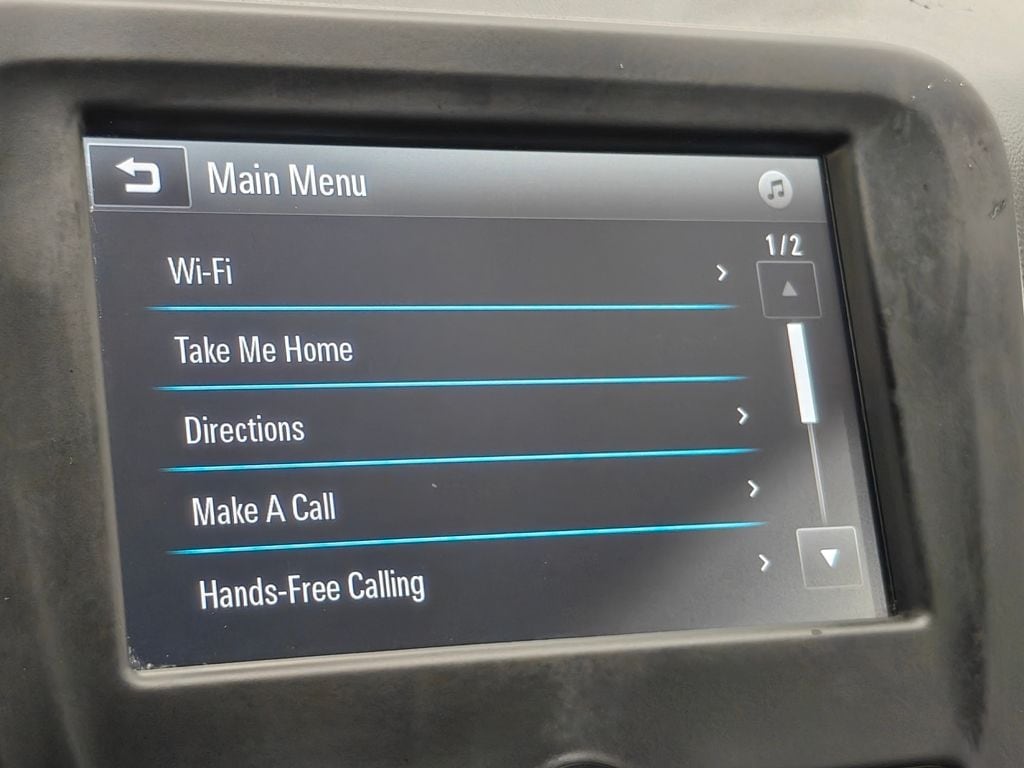 Main Menu
1/2
Wi-Fi
Take Me Home
Directions
Make A Call
Hands-Free Calling